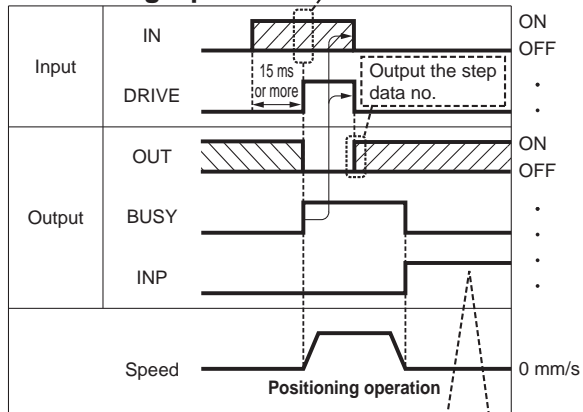 IN
ON
OFF
Input
15 ms
or more
DRIVE
Output the step
data no.
OUT
ON
OFF
Output
BUSY
INP
Speed
0 mm/s
Positioning operation